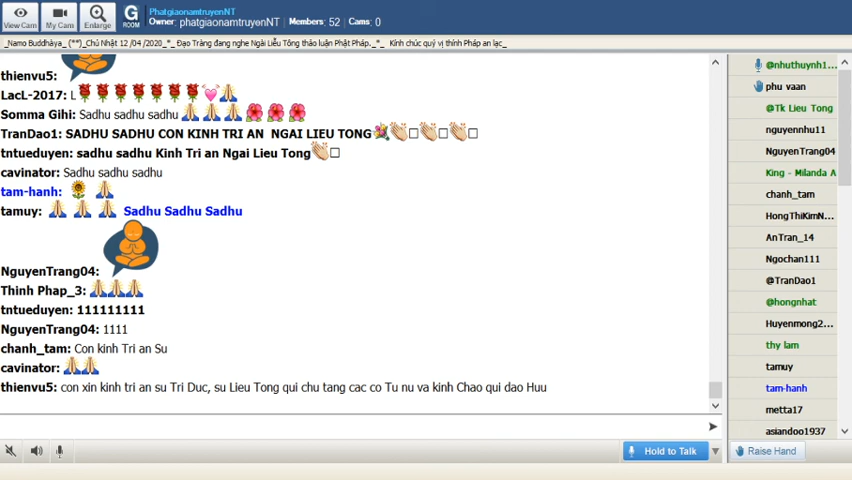 View Cam
My Cam
Enlarge
G
ROOM
PhatgiaonamtruyenNT
Owner: phatgiaonamtruyenNT Members: 52 Cams: 0
_Namo Buddhàya_ (**)_Chủ Nhật 12 /04 /2020_*_ Đạo Tràng đang nghe Ngài Liễu Tông thảo luận Phật Pháp._*_ Kính chúc quý vị thính Pháp an lạc_
thienvu5:
LacL-2017: L🌹🌹🌹🌹🌹🌹💓🙏
Somma Gihi: Sadhu sadhu sadhu 🙏🙏🙏🌺🌺🌺
TranDao1: SADHU SADHU CON KINH TRI AN NGAI LIEU TONG💐👏□👏□👏□
tntueduyen: sadhu sadhu Kinh Tri an Ngai Lieu Tong👏□
cavinator: Sadhu sadhu sadhu
tam-hanh: 🌻 🙏
tamuy: 🙏 🙏 🙏 Sadhu Sadhu Sadhu
NguyenTrang04:
Thinh Phap_3: 🙏🙏🙏
tntueduyen: 111111111
NguyenTrang04: 1111
chanh_tam: Con kinh Tri an Su
cavinator: 🙏🙏
thienvu5: con xin kinh tri an su Tri Duc, su Lieu Tong qui chu tang cac co Tu nu va kinh Chao qui dao Huu
Hold to Talk
@nhuthuynh1...
phu vaan
@Tk Lieu Tong
nguyennhu11
NguyenTrang04
King - Milanda A
chanh_tam
HongThiKimN...
AnTran_14
Ngochan111
@TranDao1
@hongnhat
Huyenmong2...
thy lam
tamuy
tam-hanh
metta17
asiandoo1937
Raise Hand